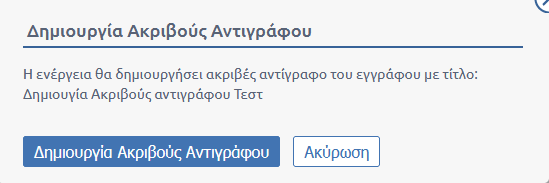 Δημιουργία Ακριβούς Αντιγράφου
Η ενέργεια θα δημιουργήσει ακριβές αντίγραφο του εγγράφου με τίτλο:
Δημιουγία Ακριβούς αντιγράφου Τεστ
Δημιουργία Ακριβούς Αντιγράφου
Ακύρωση